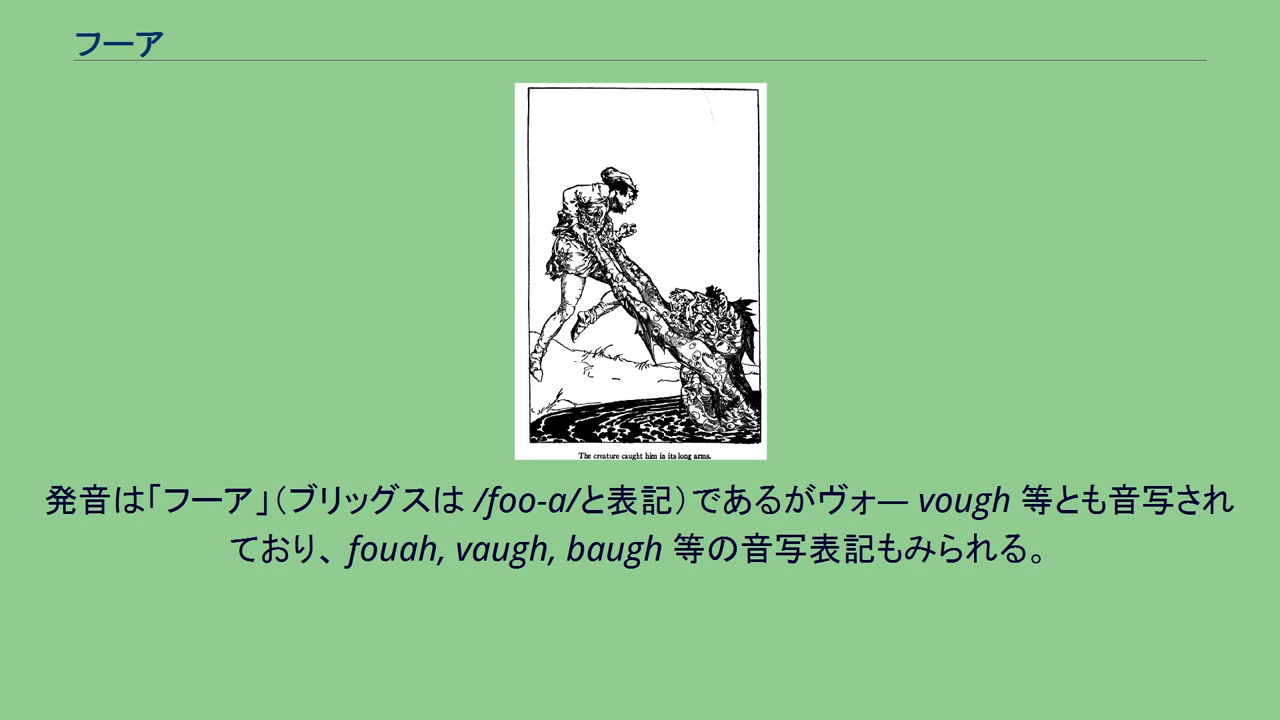 フーア
The creature caught him in its long arms.
発音は「フーア」（ブリッグスは /foo-a/と表記）であるがヴォ― vough 等とも音写され
ており、 fouah, vaugh, baugh 等の音写表記もみられる。